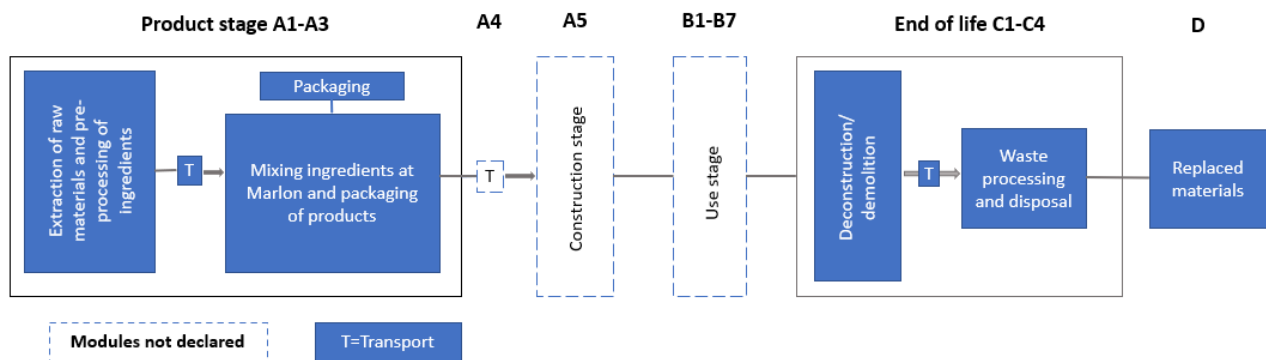 Product stage A1-A3
A4
A5
B1-B7
End of life C1-C4
D
Extraction of raw
materials and pre-
processing of
ingredients
T
Packaging
Mixing ingredients at
Marlon and packaging
of products
T
Construction stage
Use stage
Deconstruction/
demolition
T
Waste
processing
and disposal
Replaced
materials
Modules not declared
T=Transport